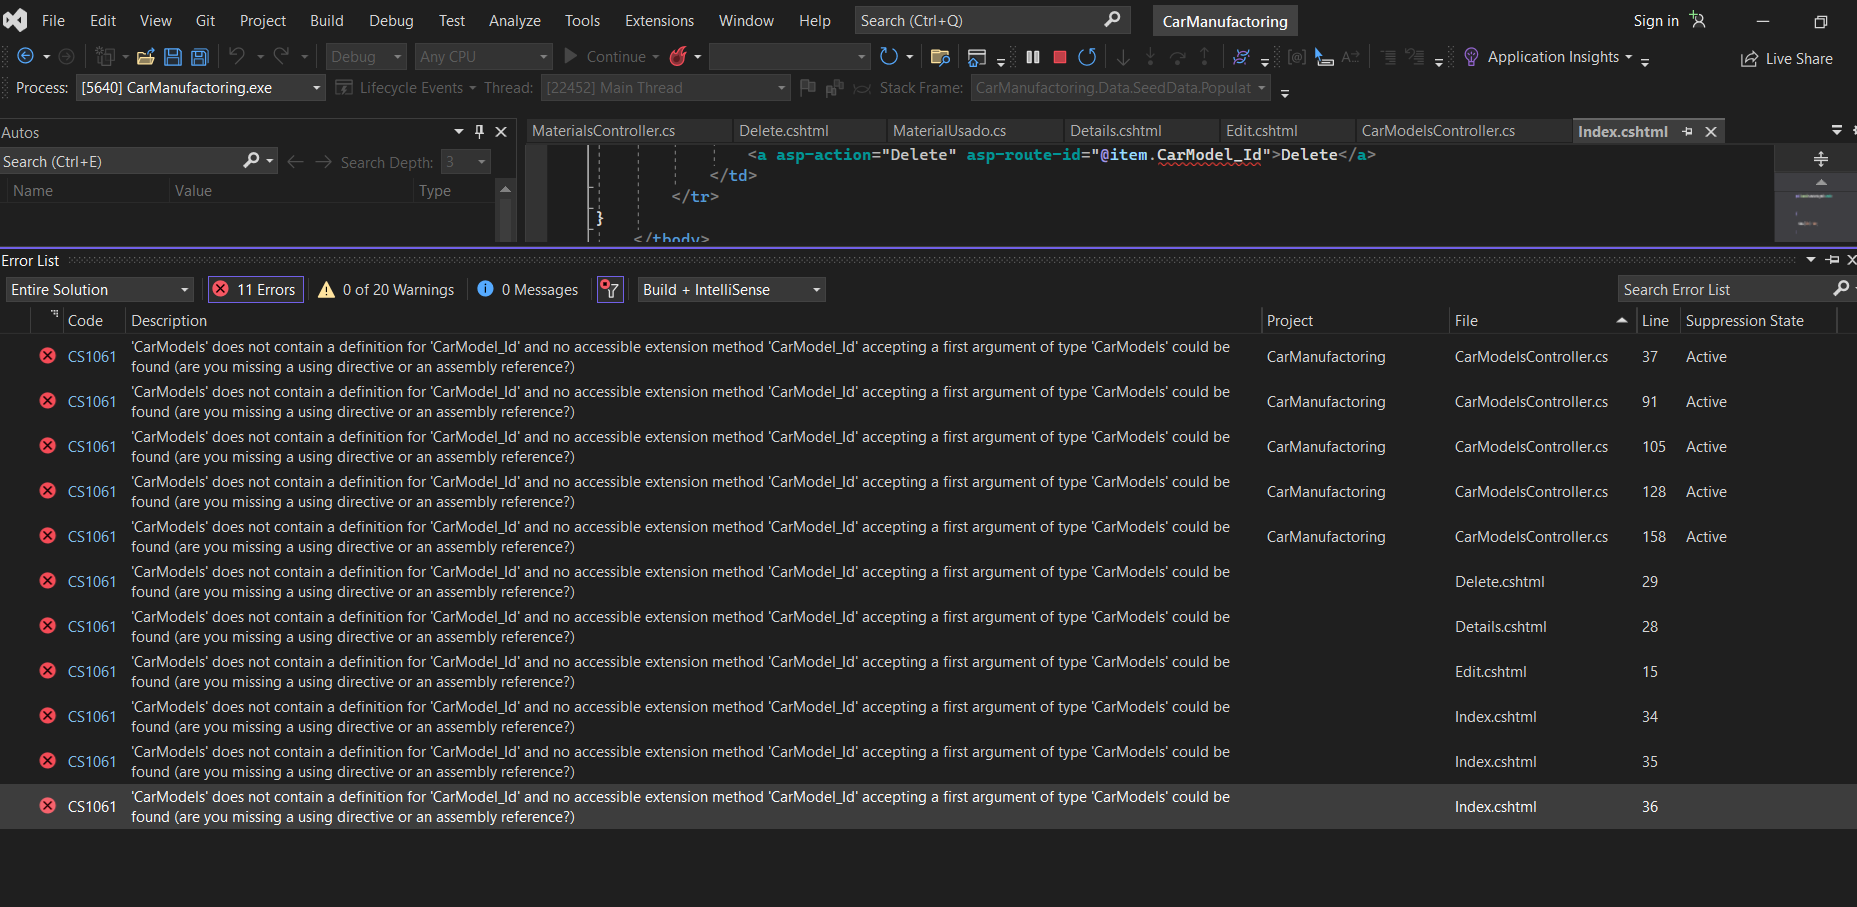 File Edit View Git Project Build Debug Test Analyze Tools Extensions Window Help Search (Ctrl+Q) CarManufactoring Sign in
Debug Any CPU Continue Application Insights Live Share
Process: [5640] CarManufactoring.exe Lifecycle Events Thread: [22452] Main Thread Stack Frame: CarManufactoring.Data.SeedData.Populat
Autos
MaterialsController.cs Delete.cshtml MaterialUsado.cs Details.cshtml Edit.cshtml CarModelsController.cs Index.cshtml
Search (Ctrl+E) Search Depth: 3
Name Value Type
<a asp-action="Delete" asp-route-id="@item.CarModel_Id">Delete</a>
</td>
</tr>
}
</tbody>
Error List
Entire Solution 11 Errors 0 of 20 Warnings 0 Messages Build + IntelliSense Search Error List
Code Description Project File Line Suppression State
CS1061 'CarModels' does not contain a definition for 'CarModel_Id' and no accessible extension method 'CarModel_Id' accepting a first argument of type 'CarModels' could be
found (are you missing a using directive or an assembly reference?) CarManufactoring CarModelsController.cs 37 Active
CS1061 'CarModels' does not contain a definition for 'CarModel_Id' and no accessible extension method 'CarModel_Id' accepting a first argument of type 'CarModels' could be
found (are you missing a using directive or an assembly reference?) CarManufactoring CarModelsController.cs 91 Active
CS1061 'CarModels' does not contain a definition for 'CarModel_Id' and no accessible extension method 'CarModel_Id' accepting a first argument of type 'CarModels' could be
found (are you missing a using directive or an assembly reference?) CarManufactoring CarModelsController.cs 105 Active
CS1061 'CarModels' does not contain a definition for 'CarModel_Id' and no accessible extension method 'CarModel_Id' accepting a first argument of type 'CarModels' could be
found (are you missing a using directive or an assembly reference?) CarManufactoring CarModelsController.cs 128 Active
CS1061 'CarModels' does not contain a definition for 'CarModel_Id' and no accessible extension method 'CarModel_Id' accepting a first argument of type 'CarModels' could be
found (are you missing a using directive or an assembly reference?) CarManufactoring CarModelsController.cs 158 Active
CS1061 'CarModels' does not contain a definition for 'CarModel_Id' and no accessible extension method 'CarModel_Id' accepting a first argument of type 'CarModels' could be
found (are you missing a using directive or an assembly reference?) Delete.cshtml 29
CS1061 'CarModels' does not contain a definition for 'CarModel_Id' and no accessible extension method 'CarModel_Id' accepting a first argument of type 'CarModels' could be
found (are you missing a using directive or an assembly reference?) Details.cshtml 28
CS1061 'CarModels' does not contain a definition for 'CarModel_Id' and no accessible extension method 'CarModel_Id' accepting a first argument of type 'CarModels' could be
found (are you missing a using directive or an assembly reference?) Edit.cshtml 15
CS1061 'CarModels' does not contain a definition for 'CarModel_Id' and no accessible extension method 'CarModel_Id' accepting a first argument of type 'CarModels' could be
found (are you missing a using directive or an assembly reference?) Index.cshtml 34
CS1061 'CarModels' does not contain a definition for 'CarModel_Id' and no accessible extension method 'CarModel_Id' accepting a first argument of type 'CarModels' could be
found (are you missing a using directive or an assembly reference?) Index.cshtml 35
CS1061 'CarModels' does not contain a definition for 'CarModel_Id' and no accessible extension method 'CarModel_Id' accepting a first argument of type 'CarModels' could be
found (are you missing a using directive or an assembly reference?) Index.cshtml 36